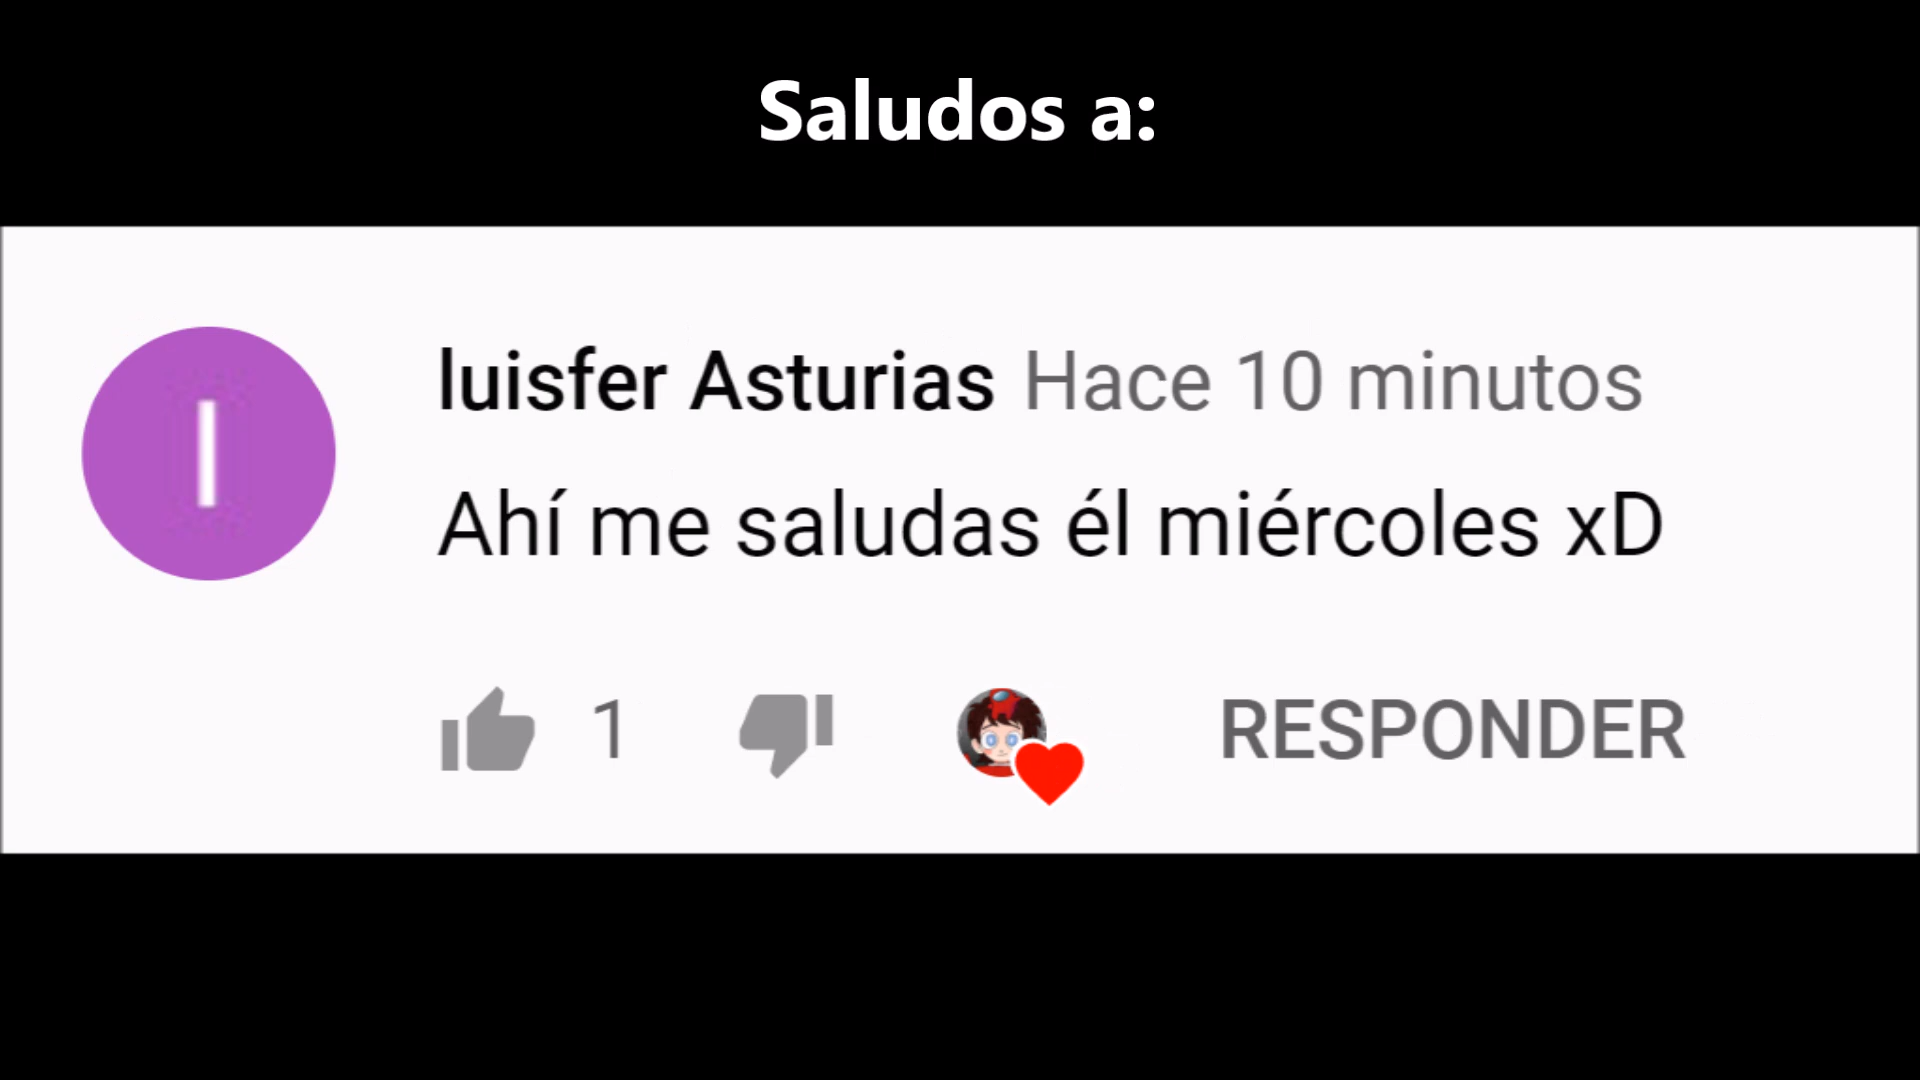 Saludos a:
l
luisfer Asturias Hace 10 minutos
Ahí me saludas él miércoles xD
1 RESPONDER